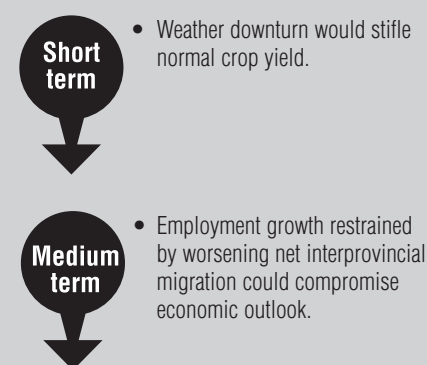 Short
term
• Weather downturn would stifle
normal crop yield.
Medium
term
• Employment growth restrained
by worsening net interprovincial
migration could compromise
economic outlook.